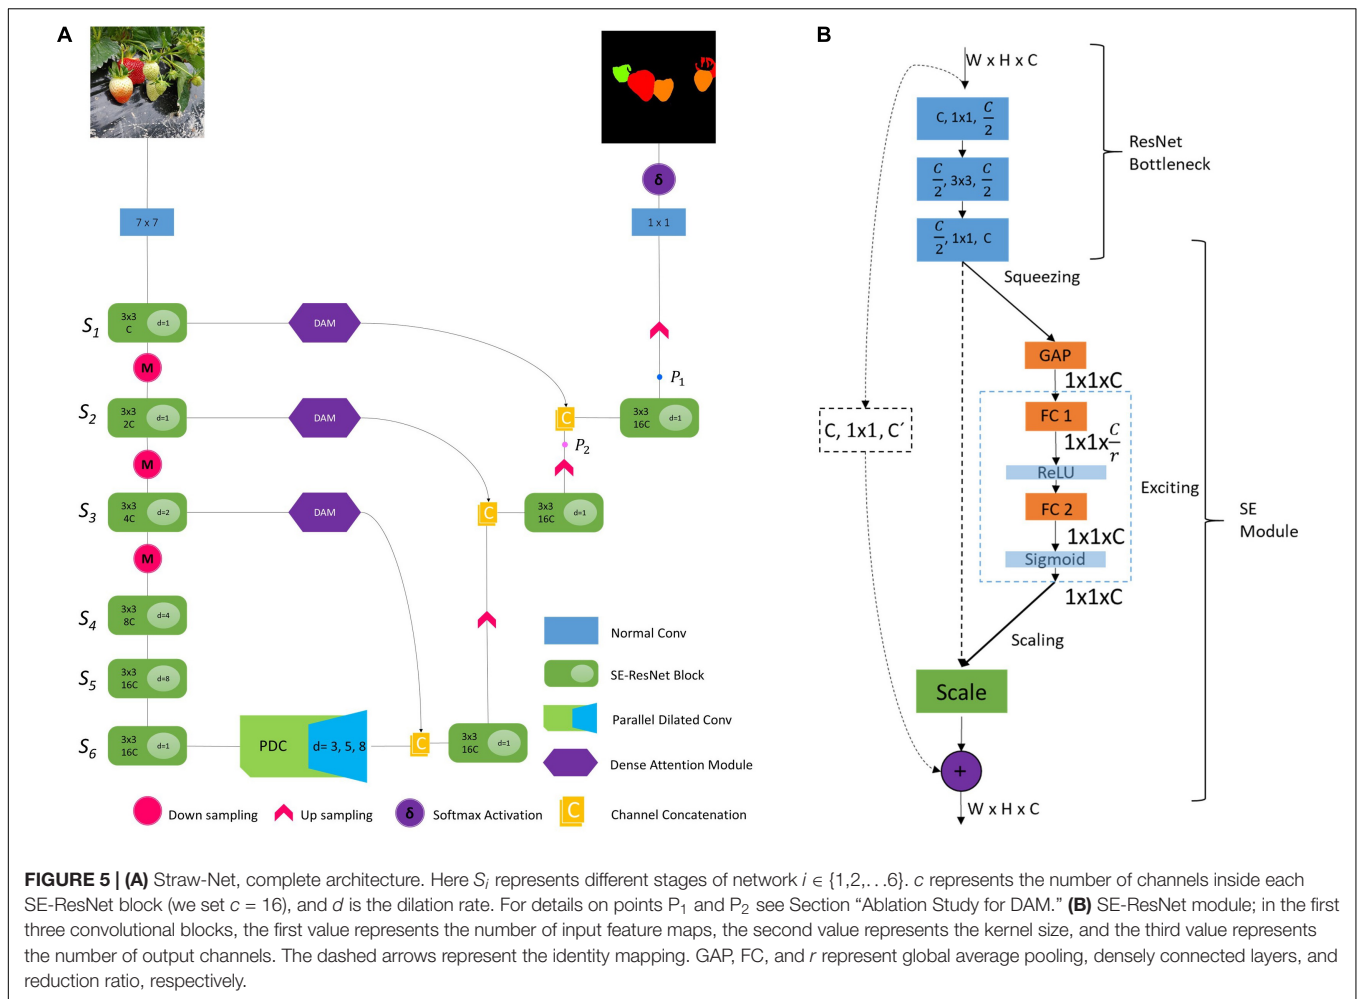 A
7 x 7
S1
3x3
C
d=1
DAM
M
S2
3x3
2C
d=1
DAM
M
S3
3x3
4C
d=2
DAM
M
S4
3x3
8C
d=4
S5
3x3
16C
d=8
S6
3x3
16C
d=1
PDC
d= 3, 5, 8
C
3x3
16C
d=1
C
3x3
16C
d=1
P2
C
3x3
16C
d=1
P1
1 x 1
δ
Normal Conv
SE-ResNet Block
Parallel Dilated Conv
Dense Attention Module
Down sampling
Up sampling
δ
Softmax Activation
C
Channel Concatenation
B
W x H x C
C, 1x1, C/2
C/2, 3x3, C/2
C/2, 1x1, C
ResNet
Bottleneck
Squeezing
GAP
1x1xC
FC 1
1x1xC/r
ReLU
FC 2
1x1xC
Sigmoid
1x1xC
C, 1x1, C´
Exciting
SE
Module
Scaling
Scale
+
W x H x C
FIGURE 5 | (A) Straw-Net, complete architecture. Here Si represents different stages of network i ∈ {1,2,...6}. c represents the number of channels inside each
SE-ResNet block (we set c = 16), and d is the dilation rate. For details on points P1 and P2 see Section “Ablation Study for DAM.” (B) SE-ResNet module; in the first
three convolutional blocks, the first value represents the number of input feature maps, the second value represents the kernel size, and the third value represents
the number of output channels. The dashed arrows represent the identity mapping. GAP, FC, and r represent global average pooling, densely connected layers, and
reduction ratio, respectively.